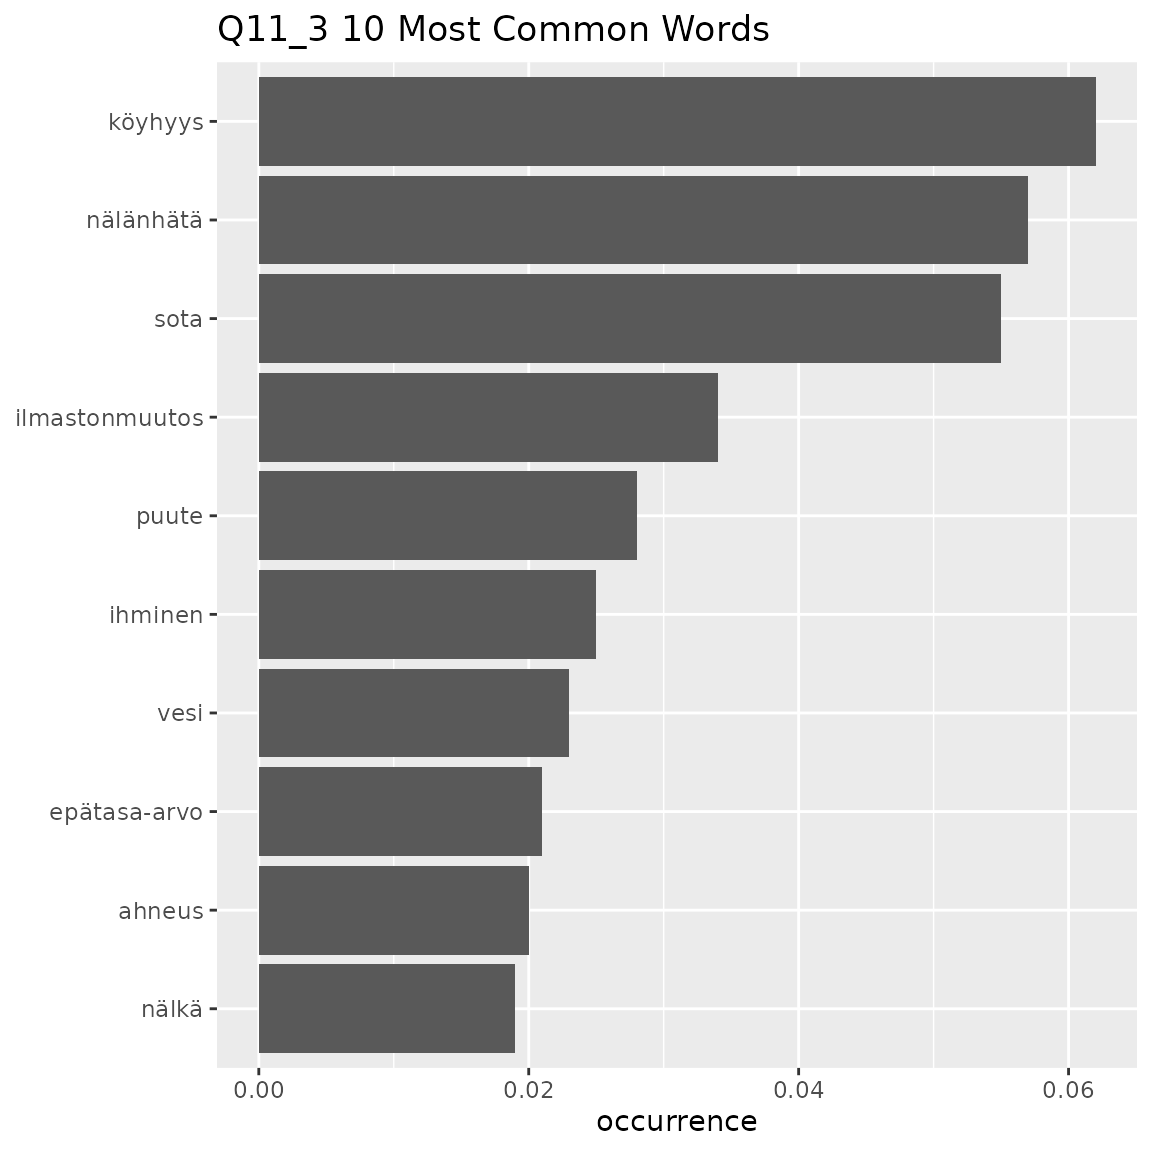 Q11_3 10 Most Common Words
köyhyys
nälänhätä
sota
ilmastonmuutos
puute
ihminen
vesi
epätasa-arvo
ahneus
nälkä
0.00 0.02 0.04 0.06
occurrence